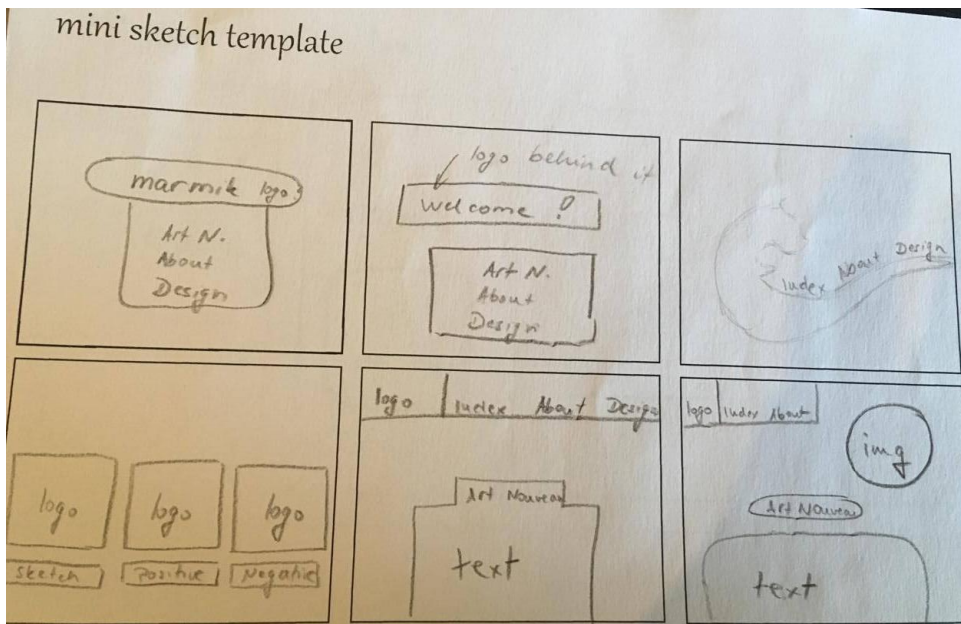 mini sketch template
marmik logo
Art N.
About
Design
logo behind it
Welcome !
Art N.
About
Design
Index About Design
logo
logo
logo
Sketch
Positive
Negative
logo
Index About Design
Art Nouveau
text
logo Index About
img
Art Nouveau
text